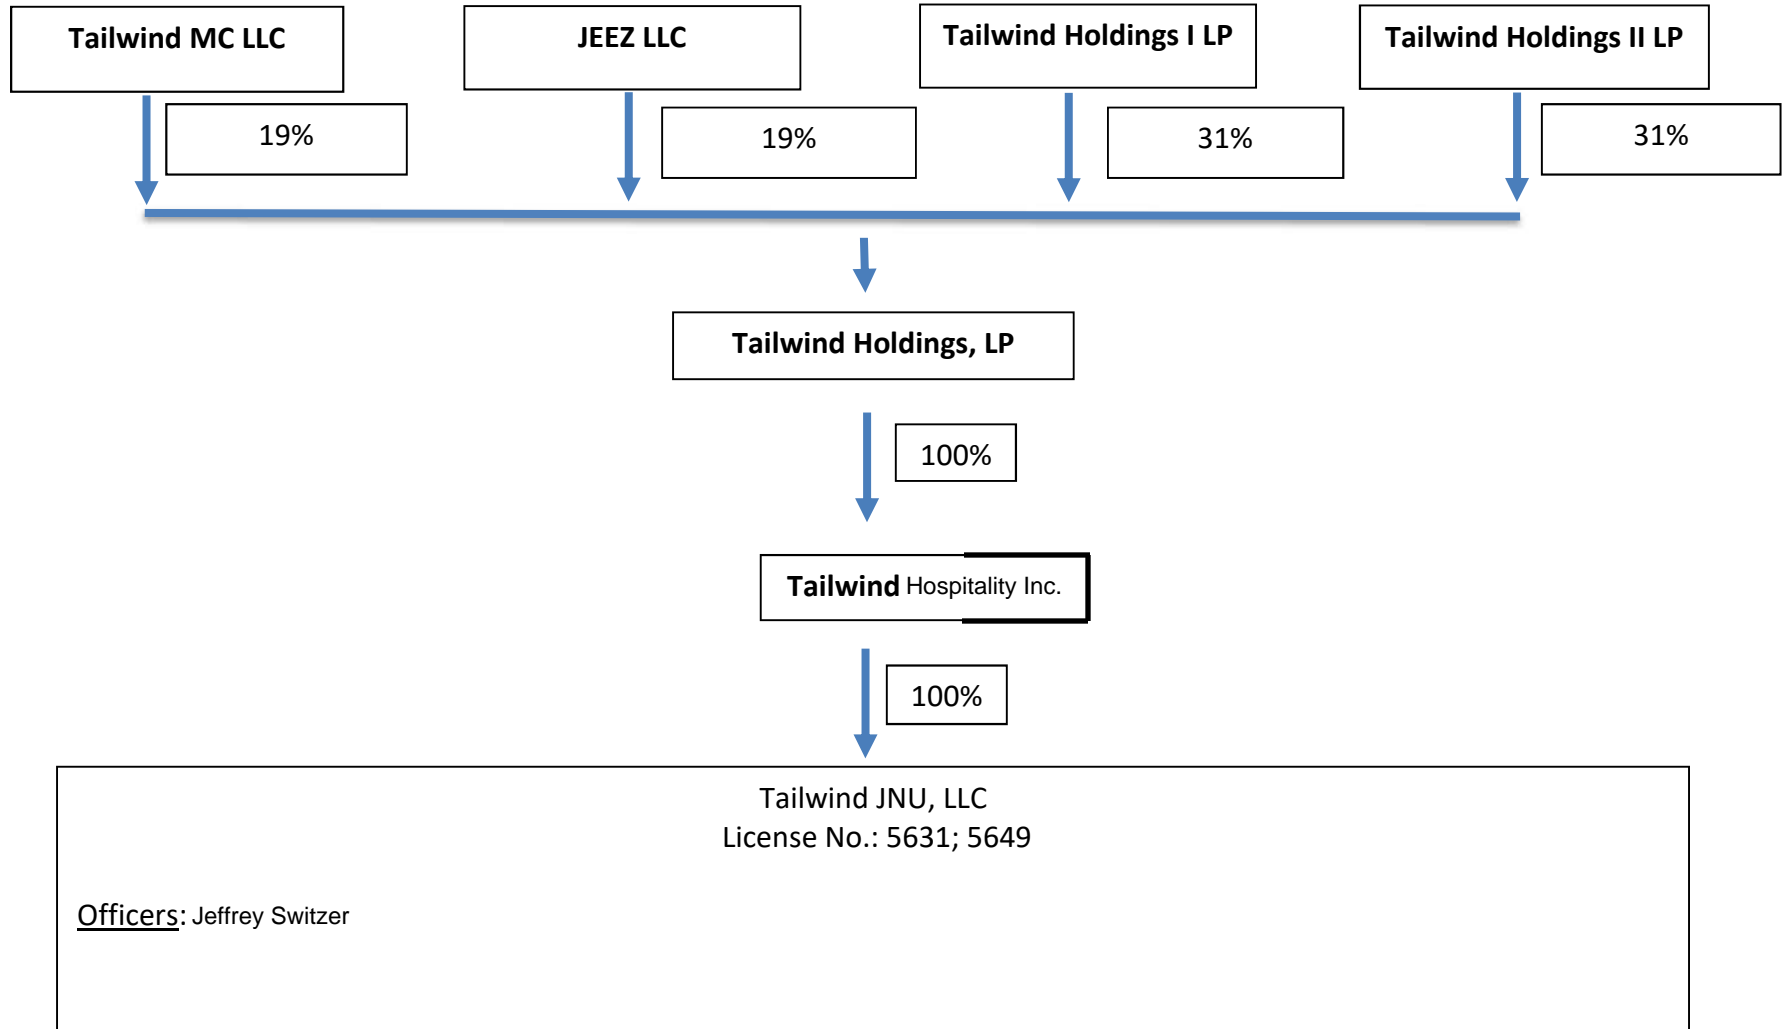 Tailwind MC LLC
JEEZ LLC
Tailwind Holdings I LP
Tailwind Holdings II LP
19%
19%
31%
31%
Tailwind Holdings, LP
100%
Tailwind Hospitality Inc.
100%
Tailwind JNU, LLC
License No.: 5631; 5649
Officers: Jeffrey Switzer